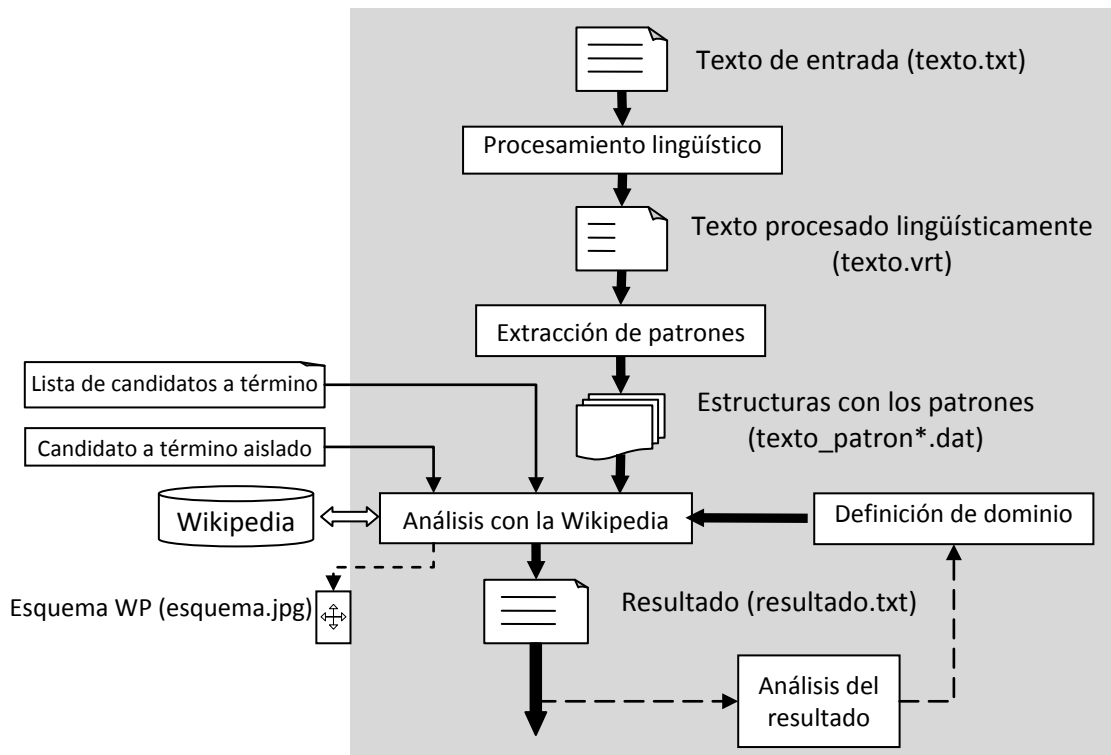 Texto de entrada (texto.txt)
Procesamiento lingüístico
Texto procesado lingüísticamente
(texto.vrt)
Extracción de patrones
Lista de candidatos a término
Estructuras con los patrones
(texto_patron*.dat)
Candidato a término aislado
Wikipedia
Análisis con la Wikipedia
Definición de dominio
Esquema WP (esquema.jpg)
Resultado (resultado.txt)
Análisis del
resultado